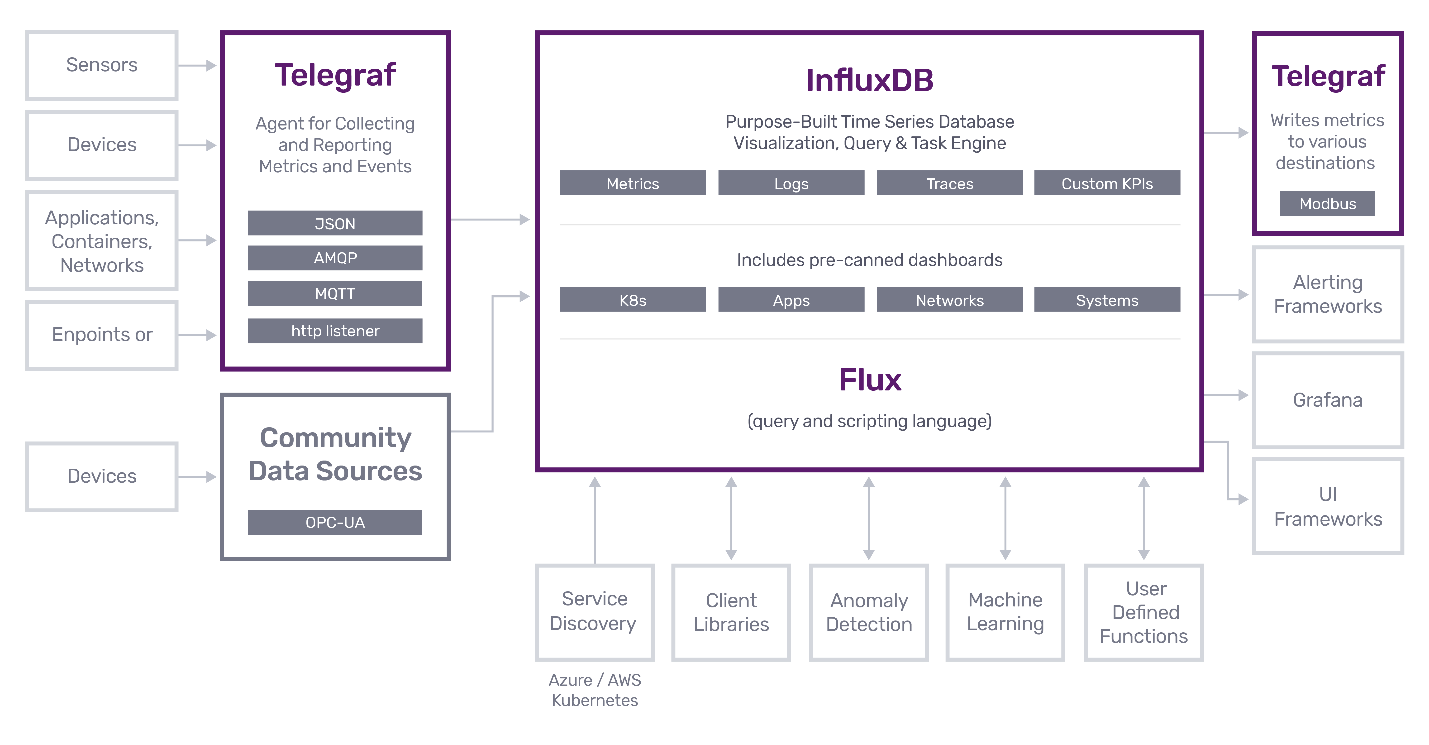 Sensors
Devices
Applications,
Containers,
Networks
Enpoints or
Devices
Telegraf
Agent for Collecting
and Reporting
Metrics and Events
JSON
AMQP
MQTT
http listener
Community
Data Sources
OPC-UA
InfluxDB
Purpose-Built Time Series Database
Visualization, Query & Task Engine
Metrics
Logs
Traces
Custom KPIs
Includes pre-canned dashboards
K8s
Apps
Networks
Systems
Flux
(query and scripting language)
Service
Discovery
Azure / AWS
Kubernetes
Client
Libraries
Anomaly
Detection
Machine
Learning
User
Defined
Functions
Telegraf
Writes metrics
to various
destinations
Modbus
Alerting
Frameworks
Grafana
UI
Frameworks